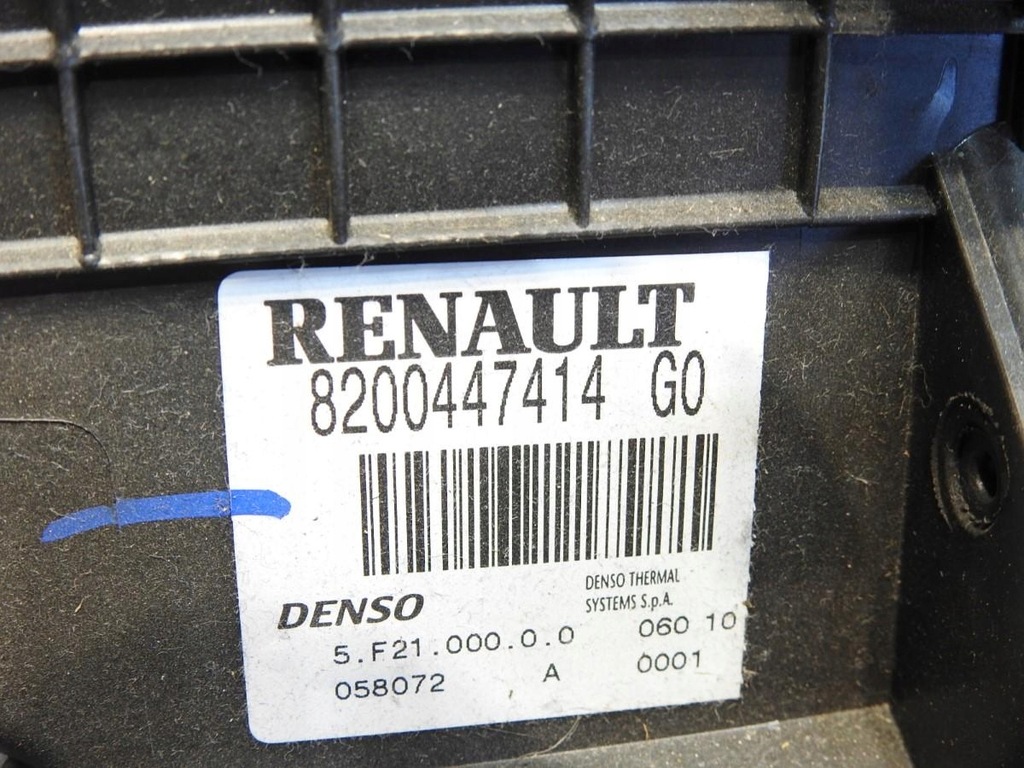 RENAULT
8200447414 G0
DENSO THERMAL
SYSTEMS S.p.A.
DENSO
5.F21.000.0.0 060 10
058072 A 0001